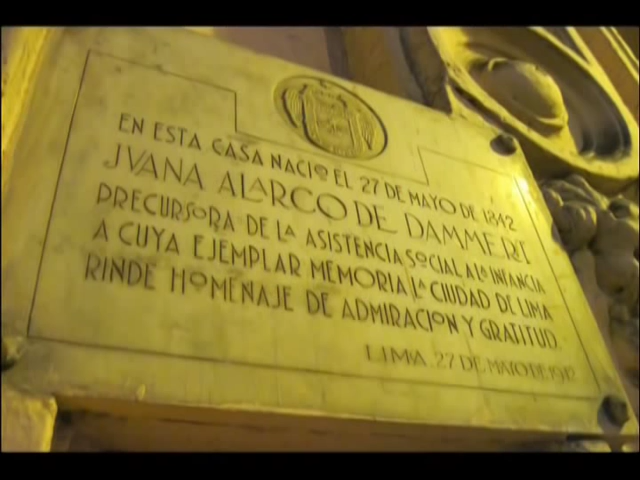 EN ESTA CASA NACIO EL 27 DE MAYO DE 1842
JVANA ALARCO DE DAMMERT
PRECURSORA DE LA ASISTENCIA SOCIAL A LA INFANCIA
A CUYA EJEMPLAR MEMORIA LA CIUDAD DE LIMA
RINDE HOMENAJE DE ADMIRACION Y GRATITUD.
LIMA, 27 DE MAYO DE 1942